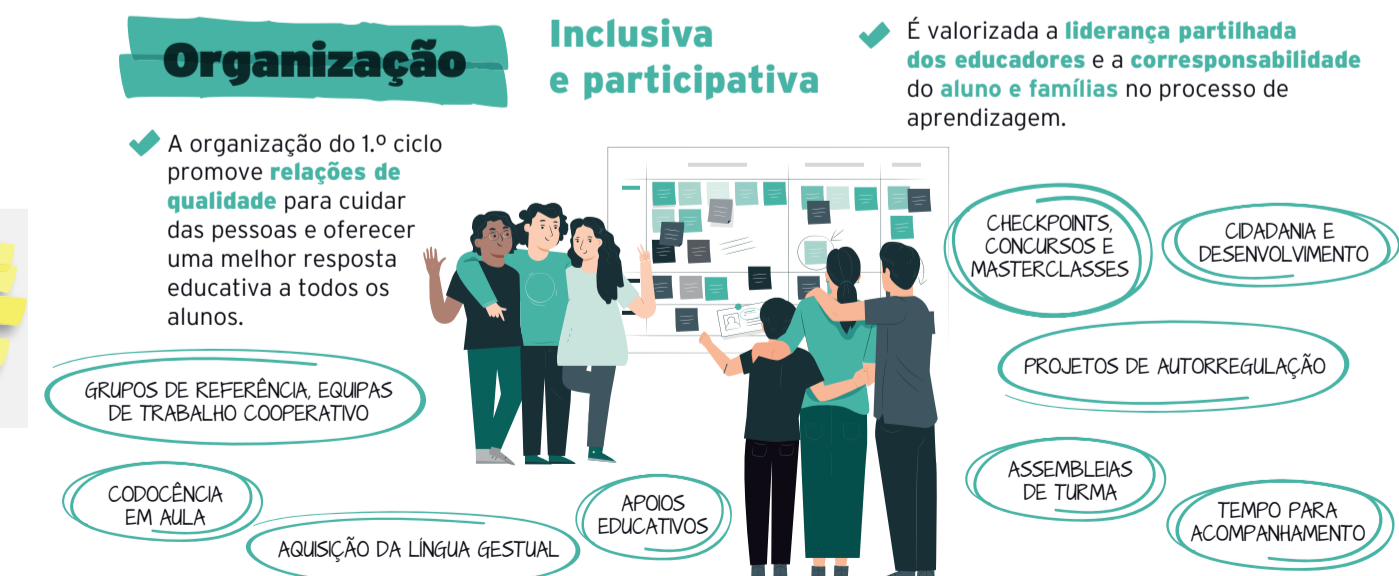 Organização
Inclusiva
e participativa
É valorizada a liderança partilhada
dos educadores e a corresponsabilidade
do aluno e famílias no processo de
aprendizagem.
A organização do 1.º ciclo
promove relações de
qualidade para cuidar
das pessoas e oferecer
uma melhor resposta
educativa a todos os
alunos.
CHECKPOINTS,
CONCURSOS E
MASTERCLASSES
CIDADANIA E
DESENVOLVIMENTO
PROJETOS DE AUTORREGULAÇÃO
GRUPOS DE REFERÊNCIA, EQUIPAS
DE TRABALHO COOPERATIVO
ASSEMBLEIAS
DE TURMA
CODOCÊNCIA
EM AULA
APOIOS
EDUCATIVOS
TEMPO PARA
ACOMPANHAMENTO
AQUISIÇÃO DA LÍNGUA GESTUAL